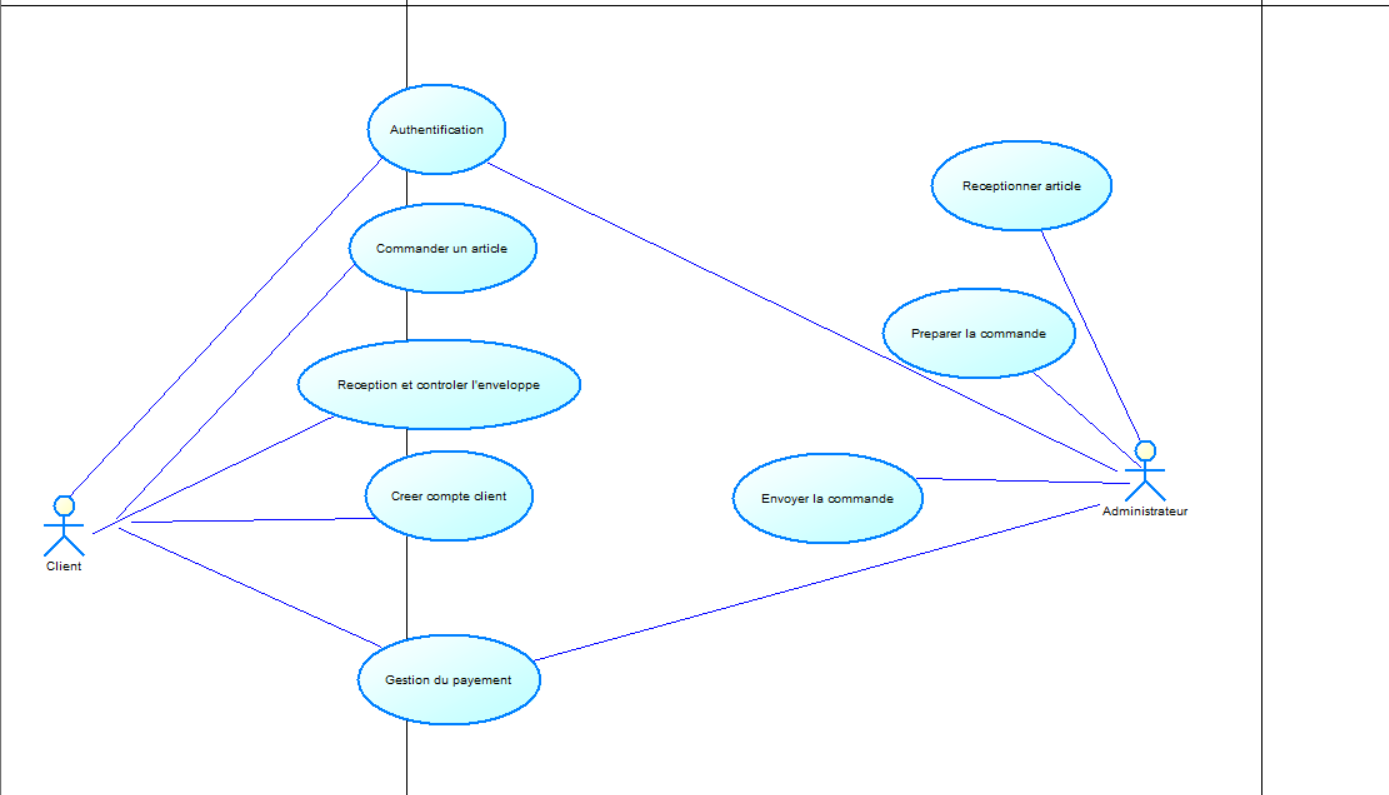 Authentification
Receptionner article
Commander un article
Preparer la commande
Reception et controler l'enveloppe
Creer compte client
Envoyer la commande
Administrateur
Client
Gestion du payement